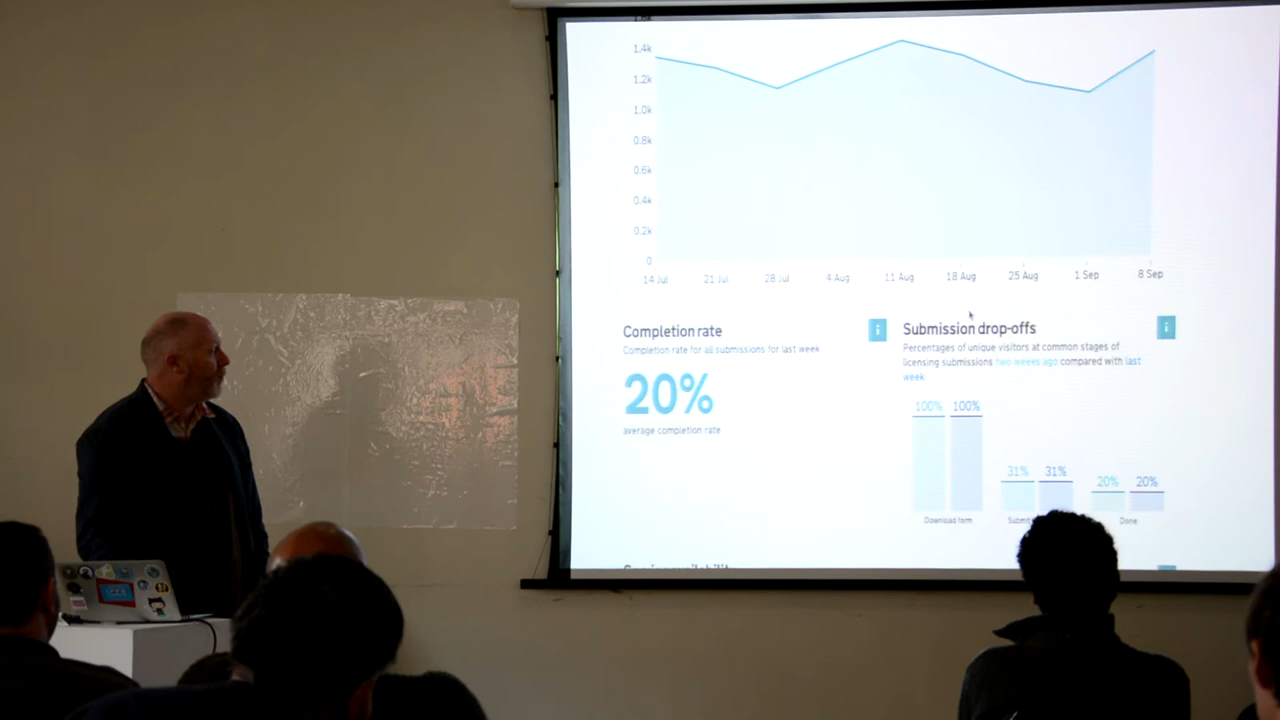 1.4k
1.2k
1.0k
0.8k
0.6k
0.4k
0.2k
0
14 Jul 21 Jul 28 Jul 4 Aug 11 Aug 18 Aug 25 Aug 1 Sep 8 Sep
Completion rate
i
Completion rate for all submissions for last week
20%
average completion rate
Submission drop-offs
i
Percentages of unique visitors at common stages of
licensing submissions two weeks ago compared with last
week
100% 100%
31% 31%
20% 20%
Download form
Done